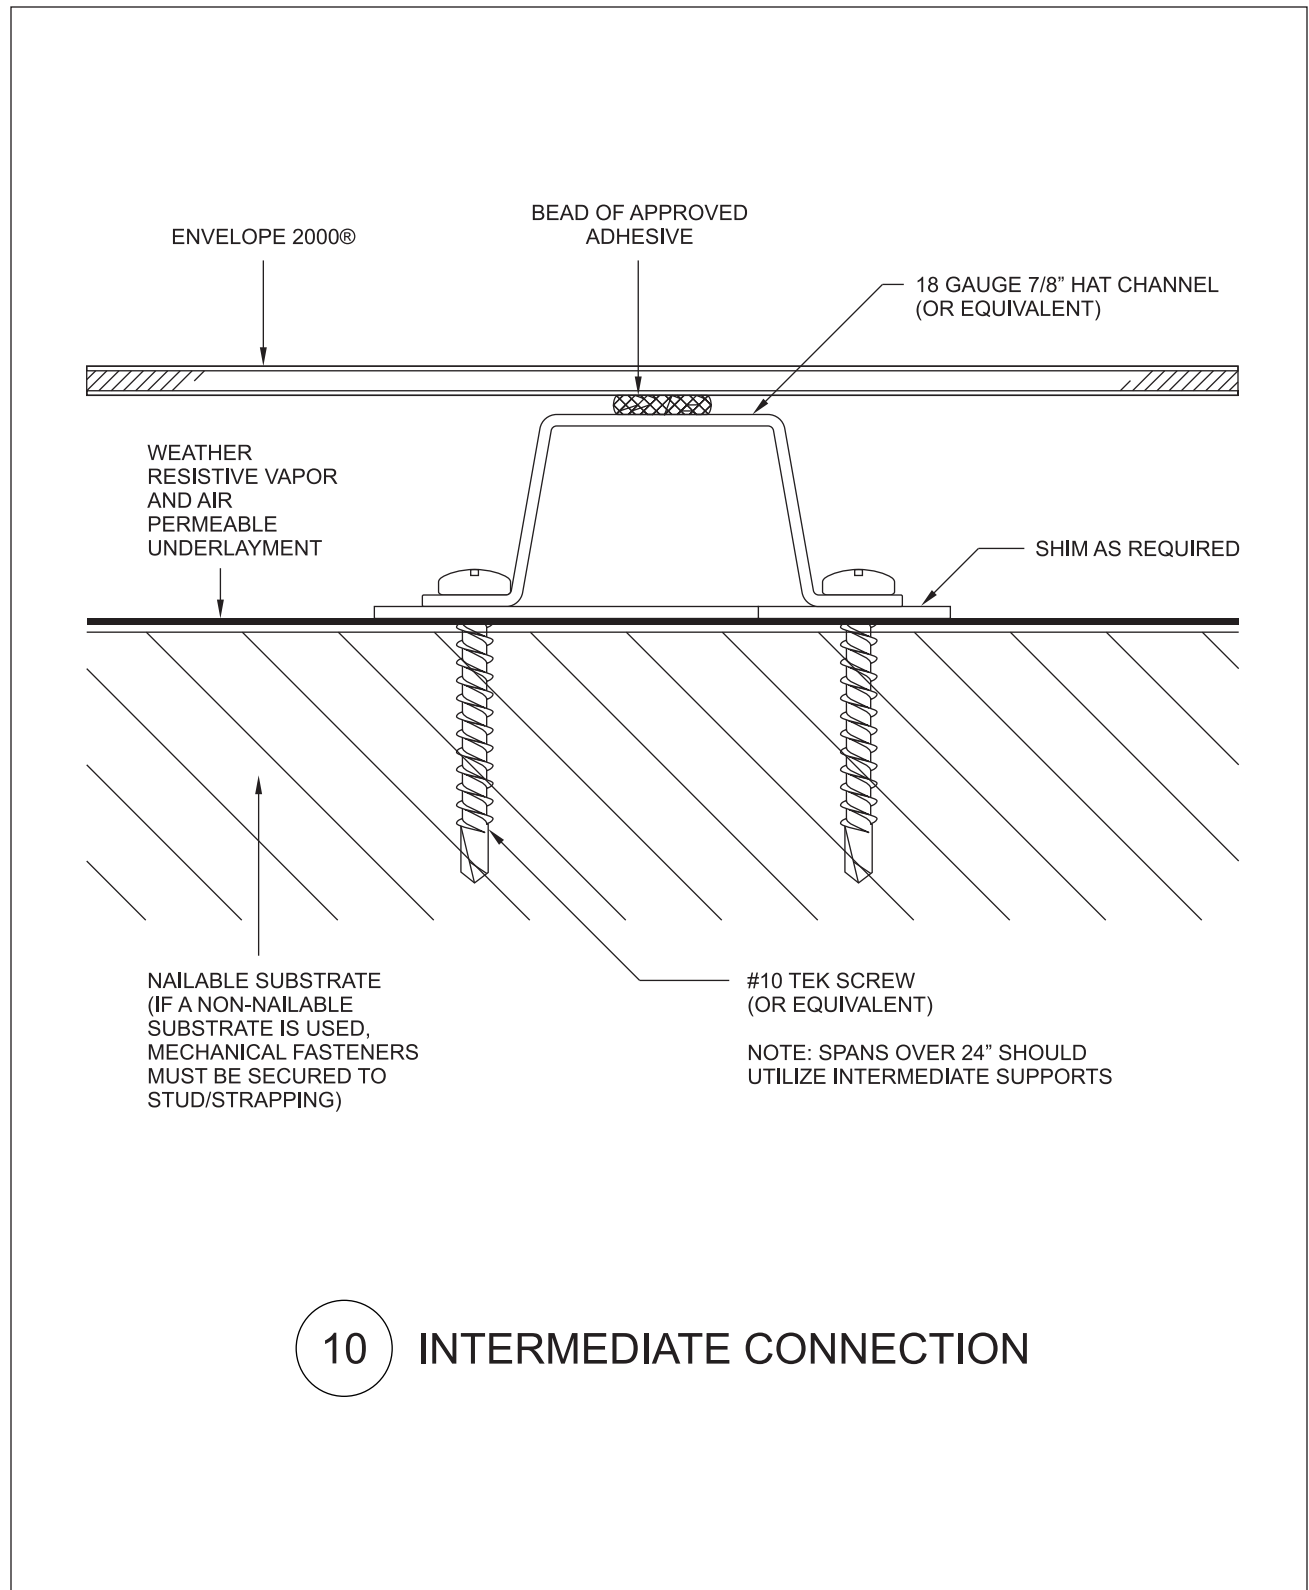 ENVELOPE 2000®
BEAD OF APPROVED
ADHESIVE
18 GAUGE 7/8” HAT CHANNEL
(OR EQUIVALENT)
WEATHER
RESISTIVE VAPOR
AND AIR
PERMEABLE
UNDERLAYMENT
SHIM AS REQUIRED
NAILABLE SUBSTRATE
(IF A NON-NAILABLE
SUBSTRATE IS USED,
MECHANICAL FASTENERS
MUST BE SECURED TO
STUD/STRAPPING)
#10 TEK SCREW
(OR EQUIVALENT)
NOTE: SPANS OVER 24” SHOULD
UTILIZE INTERMEDIATE SUPPORTS
10 INTERMEDIATE CONNECTION